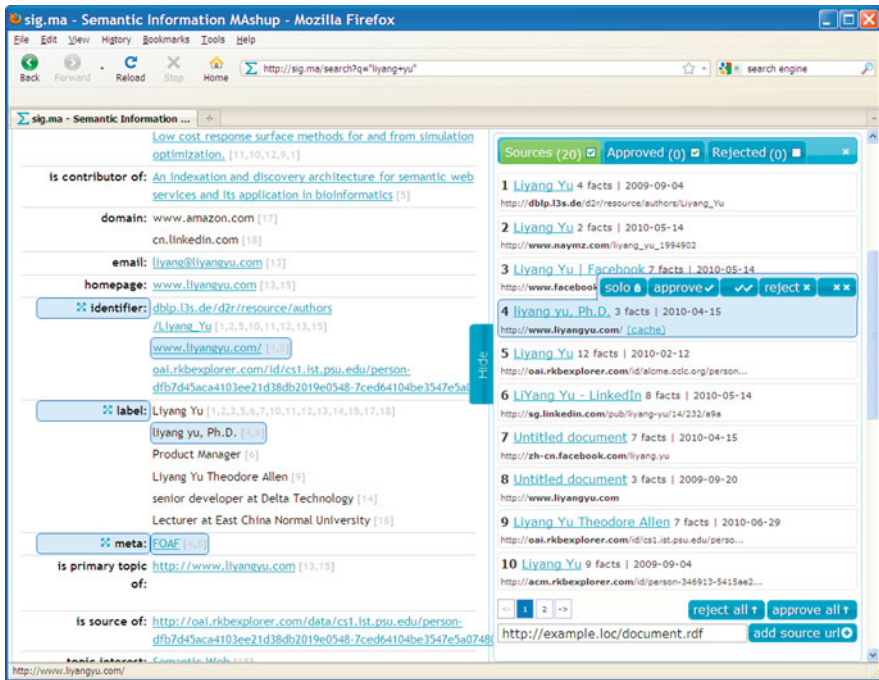 sig.ma - Semantic Information MAshup - Mozilla Firefox
File Edit View History Bookmarks Tools Help
http://sig.ma/search?q="liyang+yu"
search engine
Back Forward Reload Stop Home
sig.ma - Semantic Information ...
Low cost response surface methods for and from simulation
optimization. [11,10,12,9,1]
is contributor of: An indexation and discovery architecture for semantic web
services and its application in bioinformatics [5]
domain: www.amazon.com [17]
cn.linkedin.com [18]
email: liyang@liyangyu.com [13]
homepage: www.liyangyu.com [13,15]
identifier: dblp.l3s.de/d2r/resource/authors
/Liyang_Yu [1,2,5,10,11,12,13,15]
www.liyangyu.com/ [4,8]
oai.rkbexplorer.com/id/cs1.ist.psu.edu/person-
dfb7d45aca4103ee21d38db2019e0548-7ced64104be3547e5a0
label: Liyang Yu [1,2,3,5,6,7,10,11,12,13,14,15,17,18]
liyang yu, Ph.D. [4,8]
Product Manager [6]
Liyang Yu Theodore Allen [9]
senior developer at Delta Technology [14]
Lecturer at East China Normal University [18]
meta: FOAF [4,8]
is primary topic http://www.liyangyu.com [13,15]
of:
is source of: http://oai.rkbexplorer.com/data/cs1.ist.psu.edu/person-
dfb7d45aca4103ee21d38db2019e0548-7ced64104be3547e5a0748
topic interest: Semantic Web
Hide
Sources (20) Approved (0) Rejected (0)
1 Liyang Yu 4 facts | 2009-09-04
http://dblp.l3s.de/d2r/resource/authors/Liyang_Yu
2 Liyang Yu 2 facts | 2010-05-14
http://www.naymz.com/liyang_yu_1994902
3 Liyang Yu | Facebook 7 facts | 2010-05-14
http://www.facebook
solo approve reject
4 liyang yu, Ph.D. 3 facts | 2010-04-15
http://www.liyangyu.com/ (cache)
5 Liyang Yu 12 facts | 2010-02-12
http://oai.rkbexplorer.com/id/alome.oclc.org/person...
6 LiYang Yu - LinkedIn 8 facts | 2010-05-14
http://sg.linkedin.com/pub/liyang-yu/14/232/a9a
7 Untitled document 7 facts | 2010-04-15
http://zh-cn.facebook.com/liyang.yu
8 Untitled document 3 facts | 2009-09-20
http://www.liyangyu.com
9 Liyang Yu Theodore Allen 7 facts | 2010-06-29
http://oai.rkbexplorer.com/id/cs1.ist.psu.edu/perso...
10 Liyang Yu 9 facts | 2009-09-04
http://acm.rkbexplorer.com/id/person-346913-5415ae2...
<- 1 2 ->
reject all approve all
http://example.loc/document.rdf add source url
http://www.liyangyu.com/